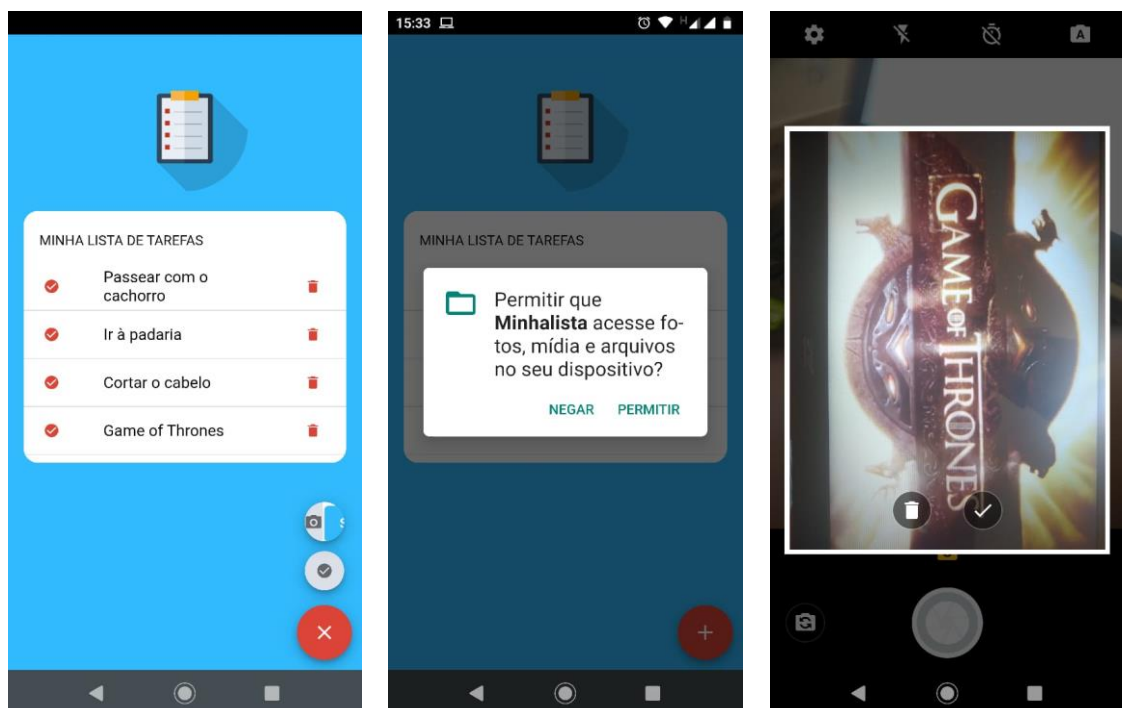 MINHA LISTA DE TAREFAS
Passear com o
cachorro
Ir à padaria
Cortar o cabelo
Game of Thrones
S
15:33
H
MINHA LISTA DE TAREFAS
Permitir que
Minhalista acesse fo-
tos, mídia e arquivos
no seu dispositivo?
NEGAR PERMITIR
A
GAME OF THRONES